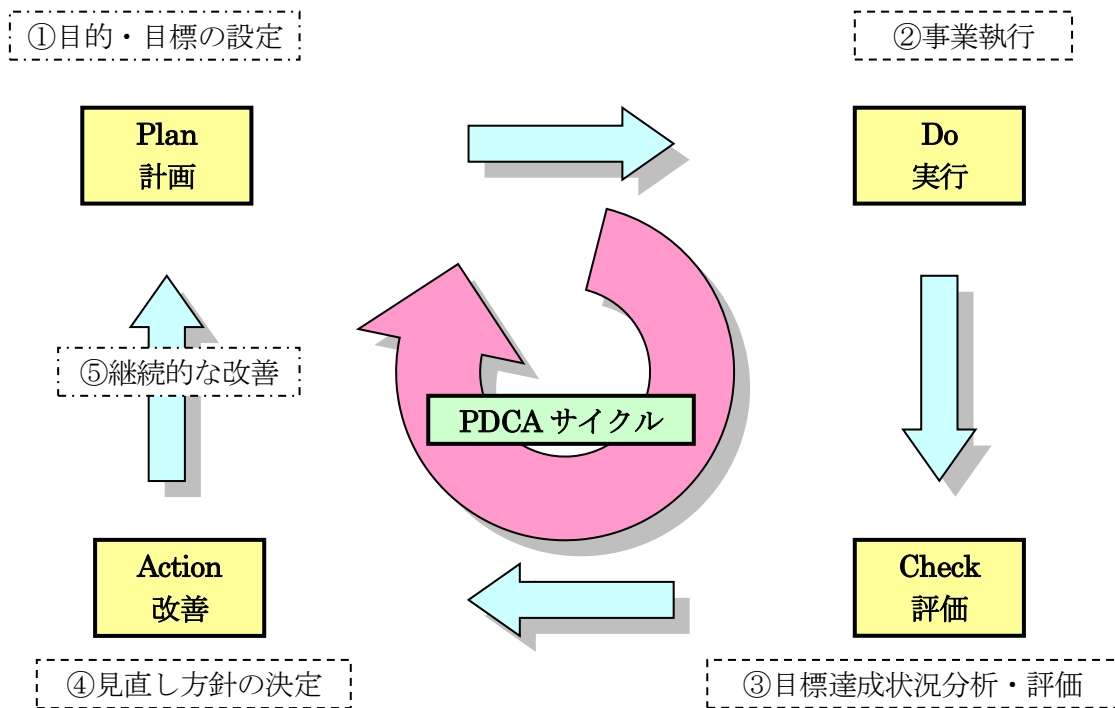 ①目的・目標の設定
②事業執行
Plan
計画
Do
実行
⑤継続的な改善
PDCA サイクル
Action
改善
Check
評価
④見直し方針の決定
③目標達成状況分析・評価